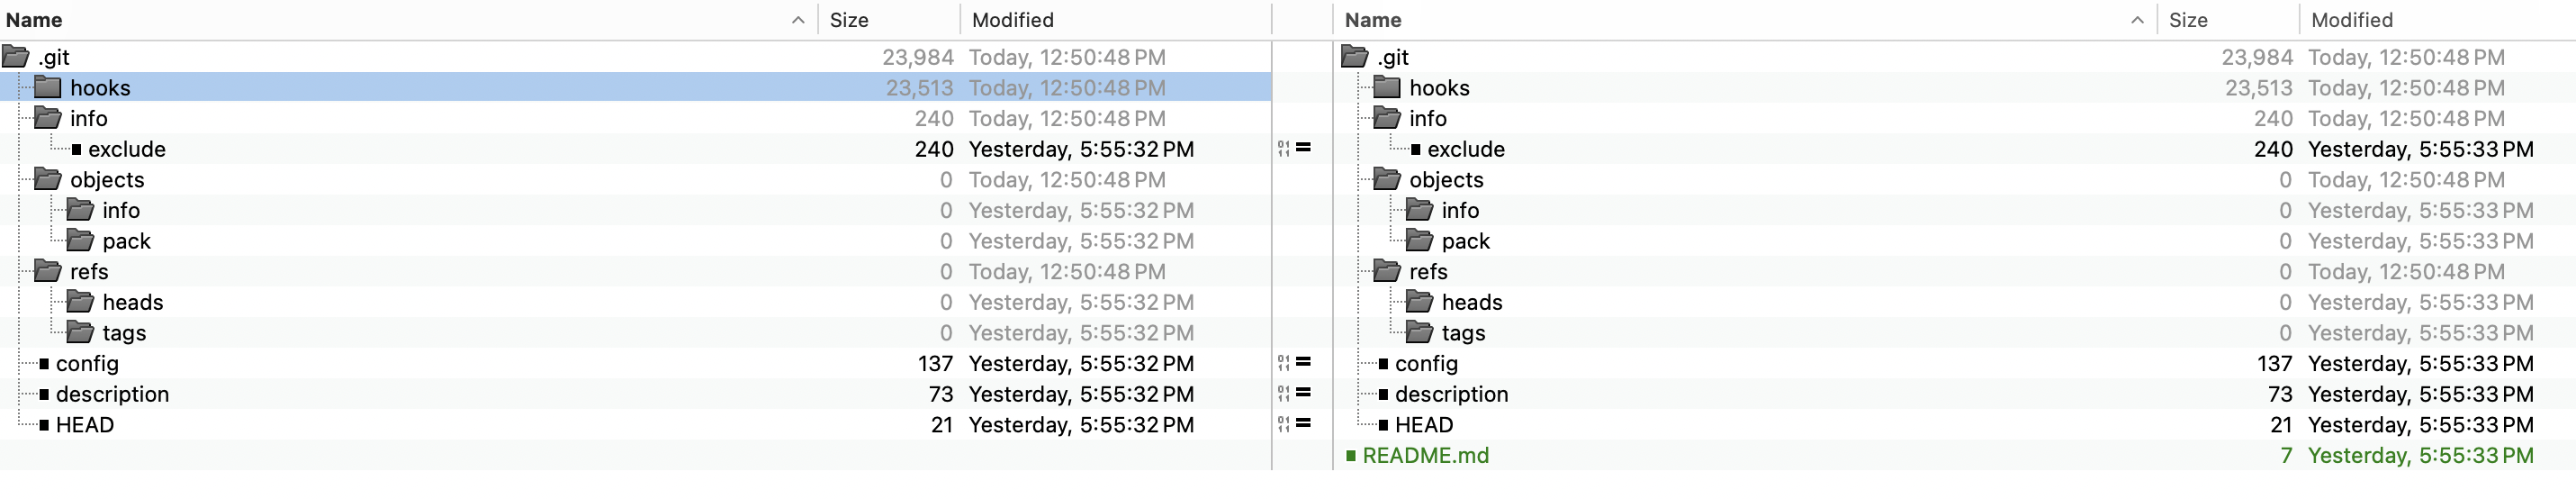 Name Size Modified Name Size Modified
.git 23,984 Today, 12:50:48 PM .git 23,984 Today, 12:50:48 PM
hooks 23,513 Today, 12:50:48 PM hooks 23,513 Today, 12:50:48 PM
info 240 Today, 12:50:48 PM info 240 Today, 12:50:48 PM
exclude 240 Yesterday, 5:55:32 PM = exclude 240 Yesterday, 5:55:33 PM
objects 0 Today, 12:50:48 PM objects 0 Today, 12:50:48 PM
info 0 Yesterday, 5:55:32 PM info 0 Yesterday, 5:55:33 PM
pack 0 Yesterday, 5:55:32 PM pack 0 Yesterday, 5:55:33 PM
refs 0 Today, 12:50:48 PM refs 0 Today, 12:50:48 PM
heads 0 Yesterday, 5:55:32 PM heads 0 Yesterday, 5:55:33 PM
tags 0 Yesterday, 5:55:32 PM tags 0 Yesterday, 5:55:33 PM
config 137 Yesterday, 5:55:32 PM = config 137 Yesterday, 5:55:33 PM
description 73 Yesterday, 5:55:32 PM = description 73 Yesterday, 5:55:33 PM
HEAD 21 Yesterday, 5:55:32 PM = HEAD 21 Yesterday, 5:55:33 PM
README.md 7 Yesterday, 5:55:33 PM